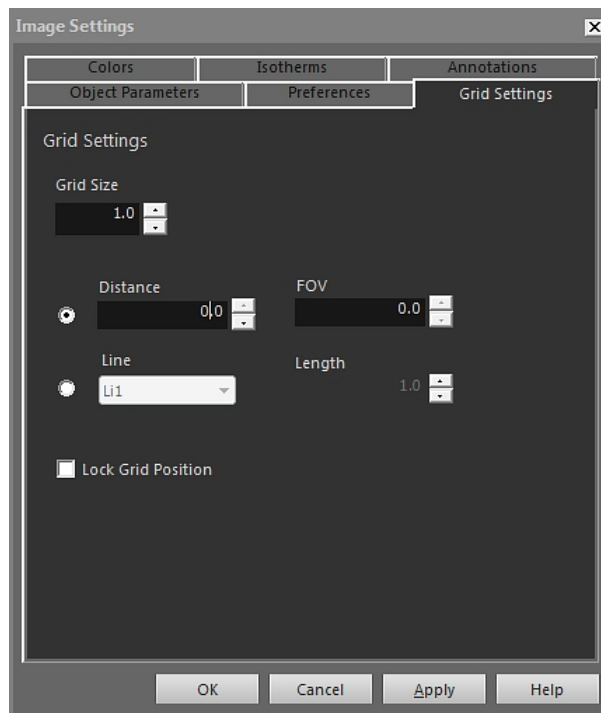 Image Settings
Colors Isotherms Annotations
Object Parameters Preferences Grid Settings
Grid Settings
Grid Size
1.0
Distance FOV
0.0 0.0
Line Length
Li1 1.0
Lock Grid Position
OK Cancel Apply Help